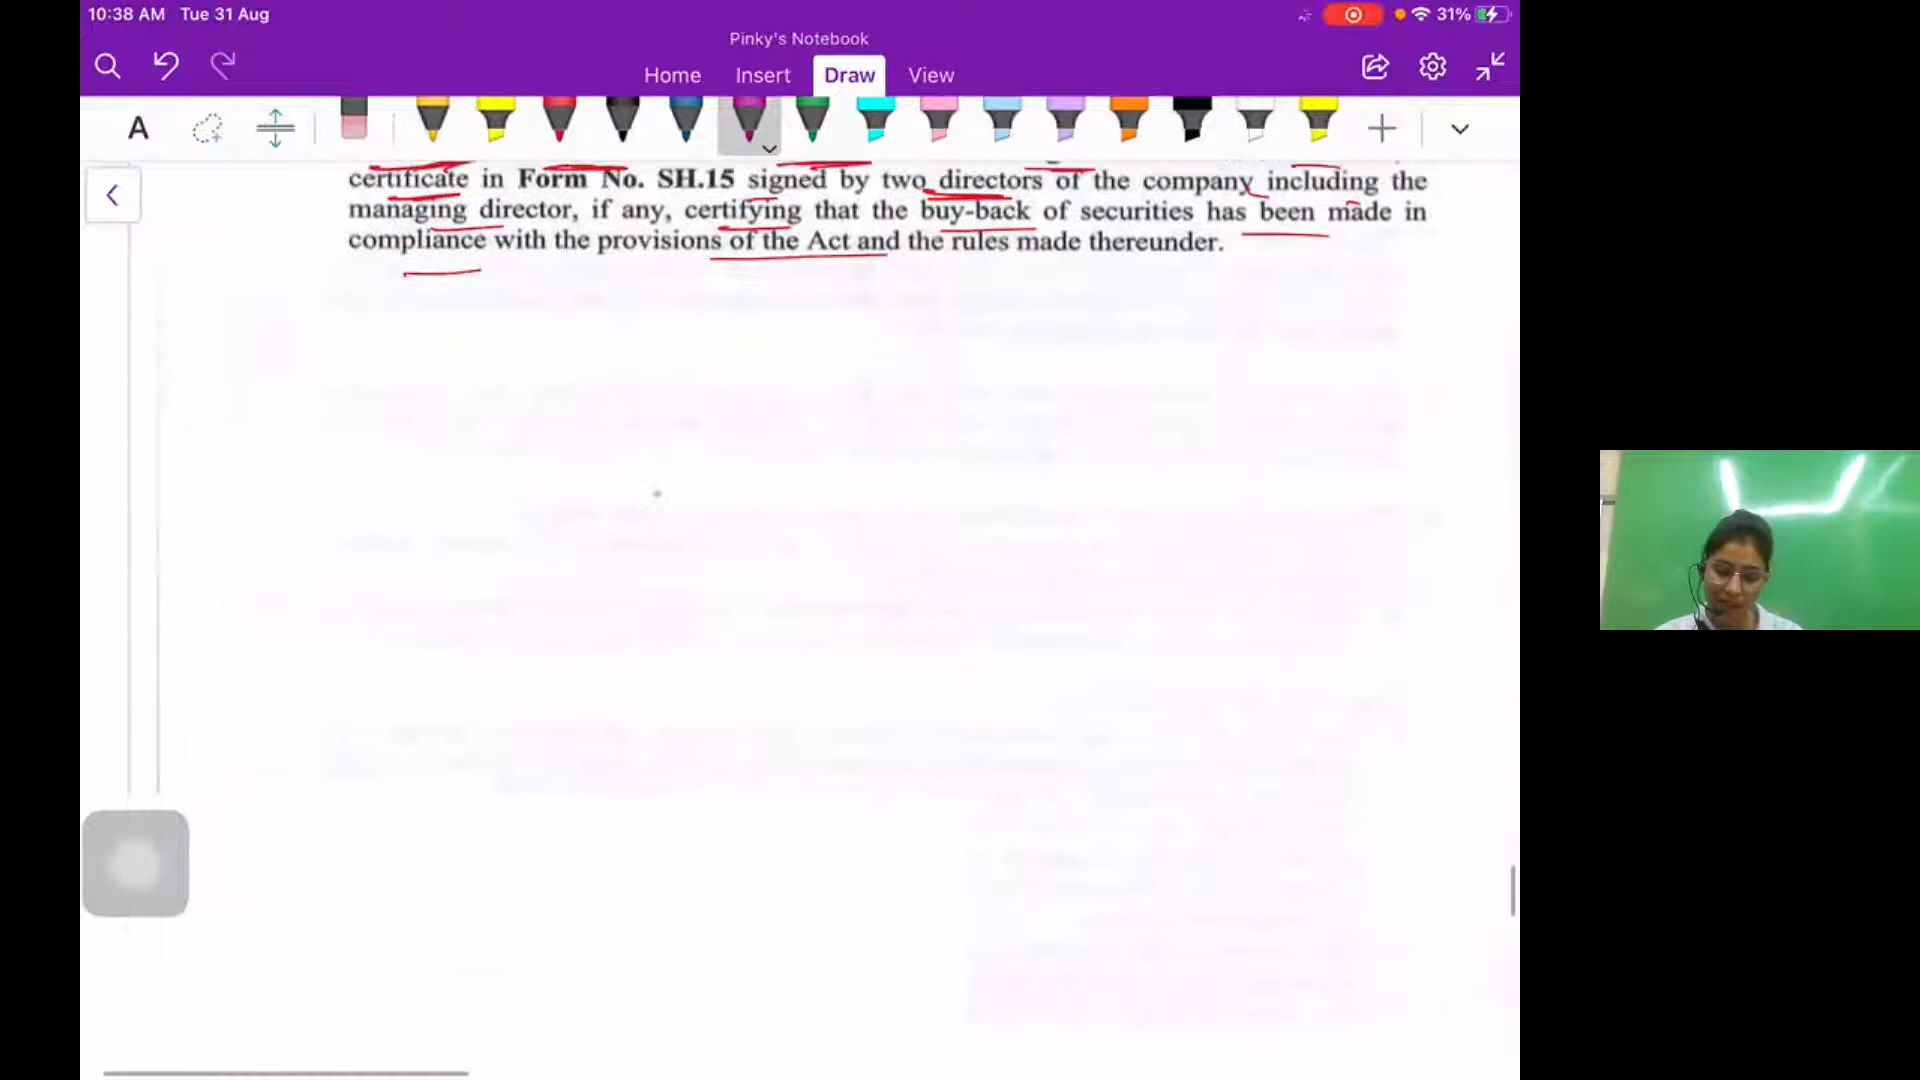 10:38 AM Tue 31 Aug
31%
Pinky's Notebook
Home Insert Draw View
A
certificate in Form No. SH.15 signed by two directors of the company including the
managing director, if any, certifying that the buy-back of securities has been made in
compliance with the provisions of the Act and the rules made thereunder.